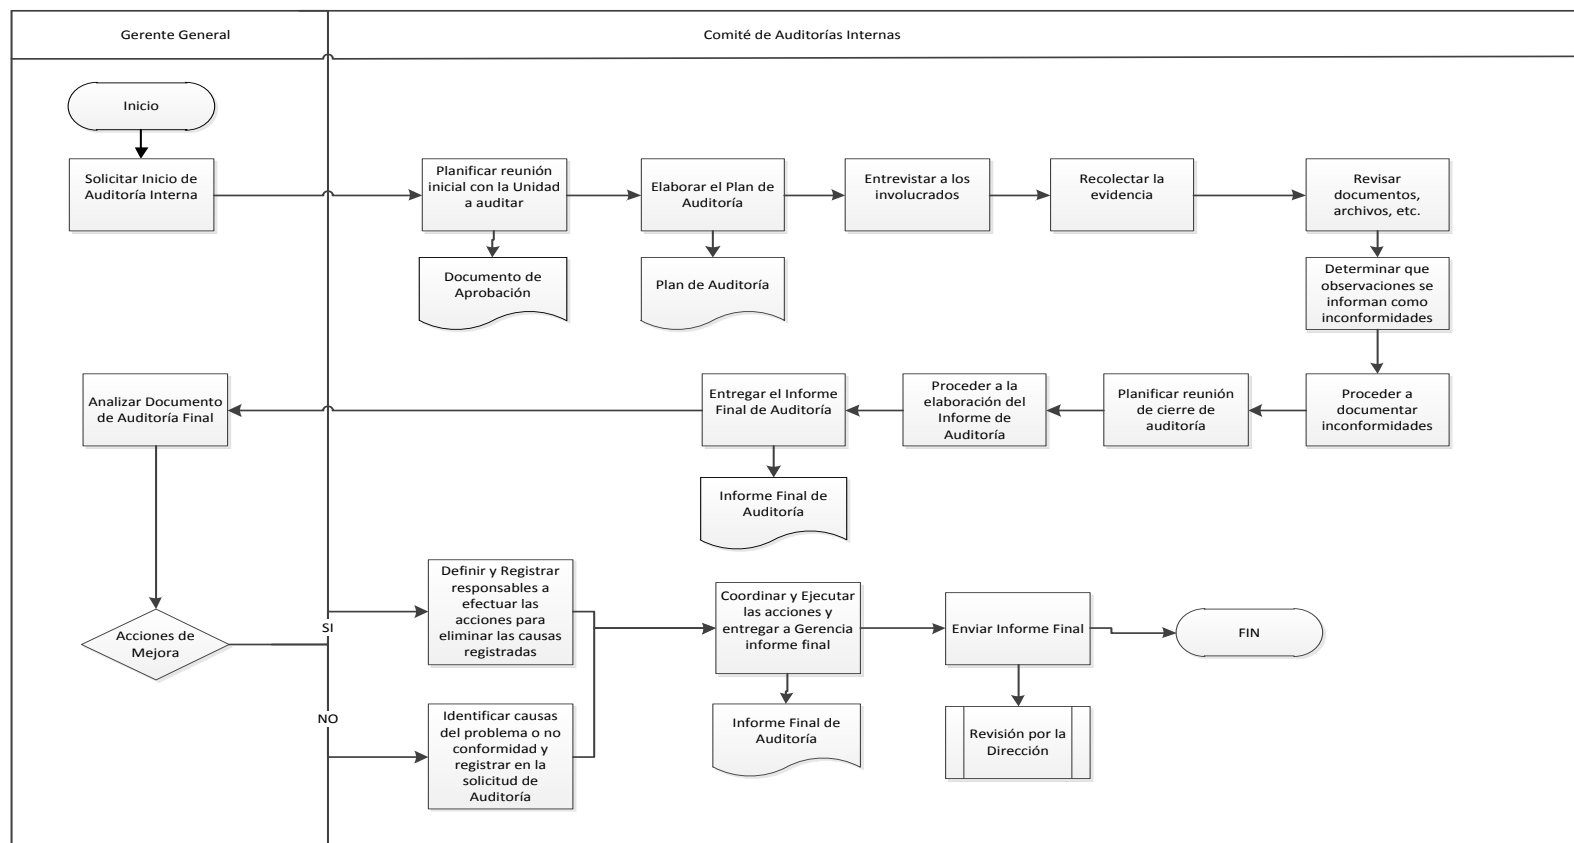 Gerente General
Comité de Auditorías Internas
Inicio
Solicitar Inicio de
Auditoría Interna
Planificar reunión
inicial con la Unidad
a auditar
Elaborar el Plan de
Auditoría
Entrevistar a los
involucrados
Recolectar la
evidencia
Revisar
documentos,
archivos, etc.
Documento de
Aprobación
Plan de Auditoría
Determinar que
observaciones se
informan como
inconformidades
Analizar Documento
de Auditoría Final
Entregar el Informe
Final de Auditoría
Proceder a la
elaboración del
Informe de
Auditoría
Planificar reunión
de cierre de
auditoría
Proceder a
documentar
inconformidades
Informe Final de
Auditoría
Acciones de
Mejora
SI
NO
Definir y Registrar
responsables a
efectuar las
acciones para
eliminar las causas
registradas
Coordinar y Ejecutar
las acciones y
entregar a Gerencia
informe final
Enviar Informe Final
FIN
Identificar causas
del problema o no
conformidad y
registrar en la
solicitud de
Auditoría
Informe Final de
Auditoría
Revisión por la
Dirección